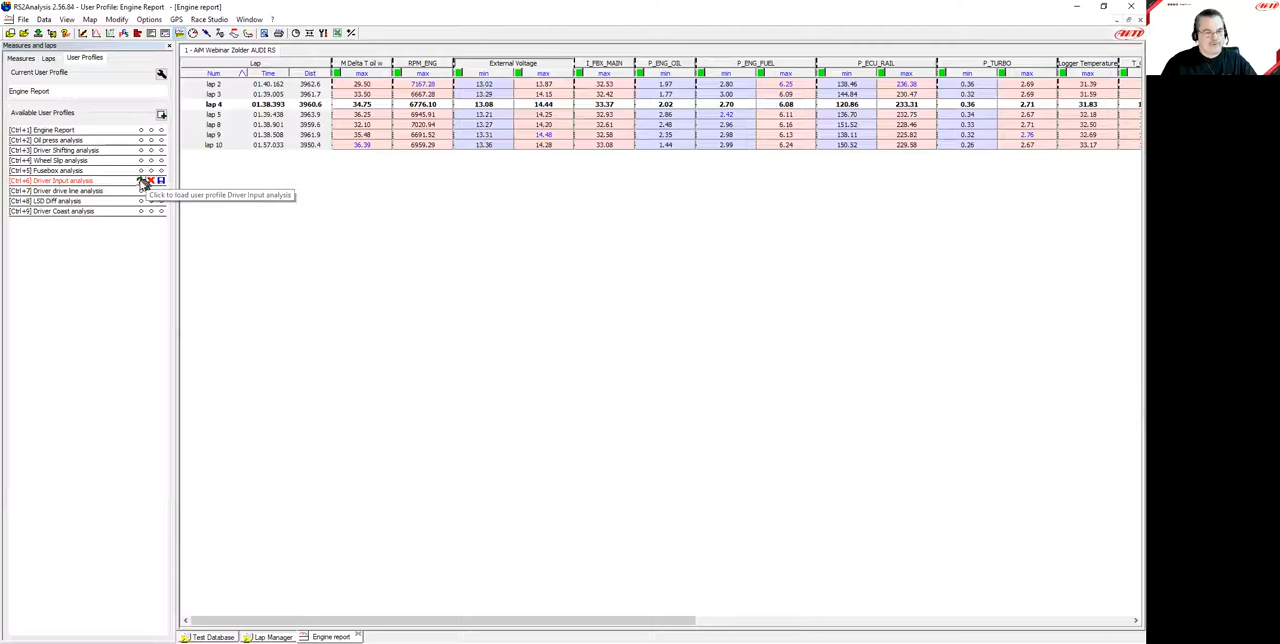 RS2Analysis 2.56.84 - User Profile: Engine Report - [Engine report]
File Data View Map Modify Options GPS Race Studio Window ?
Measures and laps
Measures Laps User Profiles
Current User Profile
Engine Report
Available User Profiles
[Ctrl+1] Engine Report
[Ctrl+2] Oil press analysis
[Ctrl+3] Driver Shifting analysis
[Ctrl+4] Wheel Slip analysis
[Ctrl+5] Fusebox analysis
[Ctrl+6] Driver Input analysis
[Ctrl+7] Driver drive line analysis
[Ctrl+8] LSD Diff analysis
[Ctrl+9] Driver Coast analysis
Click to load user profile Driver Input analysis
1 - AiM Webinar Zolder AUDI RS
Lap M Delta T oil w RPM_ENG External Voltage I_FBX_MAIN P_ENG_OIL P_ENG_FUEL P_ECU_RAIL P_TURBO Logger Temperature
Num Time Dist max max min max max min min max min max min max max
lap 2 01.40.162 3962.6 29.50 7167.28 13.02 13.87 32.53 1.97 2.80 6.25 138.46 236.38 0.36 2.69 31.39
lap 3 01.39.005 3961.7 33.50 6667.28 13.29 14.15 32.42 1.77 3.00 6.09 144.84 230.47 0.32 2.69 31.59
lap 4 01.38.393 3960.6 34.75 6776.10 13.08 14.44 33.37 2.02 2.70 6.08 120.86 233.31 0.36 2.71 31.83
lap 5 01.39.438 3963.9 36.25 6945.91 13.21 14.25 32.93 2.86 2.42 6.11 136.70 232.75 0.34 2.67 32.18
lap 8 01.38.901 3959.6 32.10 7020.94 13.27 14.20 32.61 2.48 2.96 6.16 151.52 228.46 0.33 2.71 32.58
lap 9 01.38.508 3961.9 35.48 6691.52 13.31 14.48 33.58 2.35 2.98 6.13 138.11 225.82 0.32 2.76 32.69
lap 10 01.57.033 3950.4 36.39 6959.29 13.36 14.28 33.08 1.44 2.99 6.24 150.52 229.58 0.26 2.67 33.17
Test Database Lap Manager Engine report